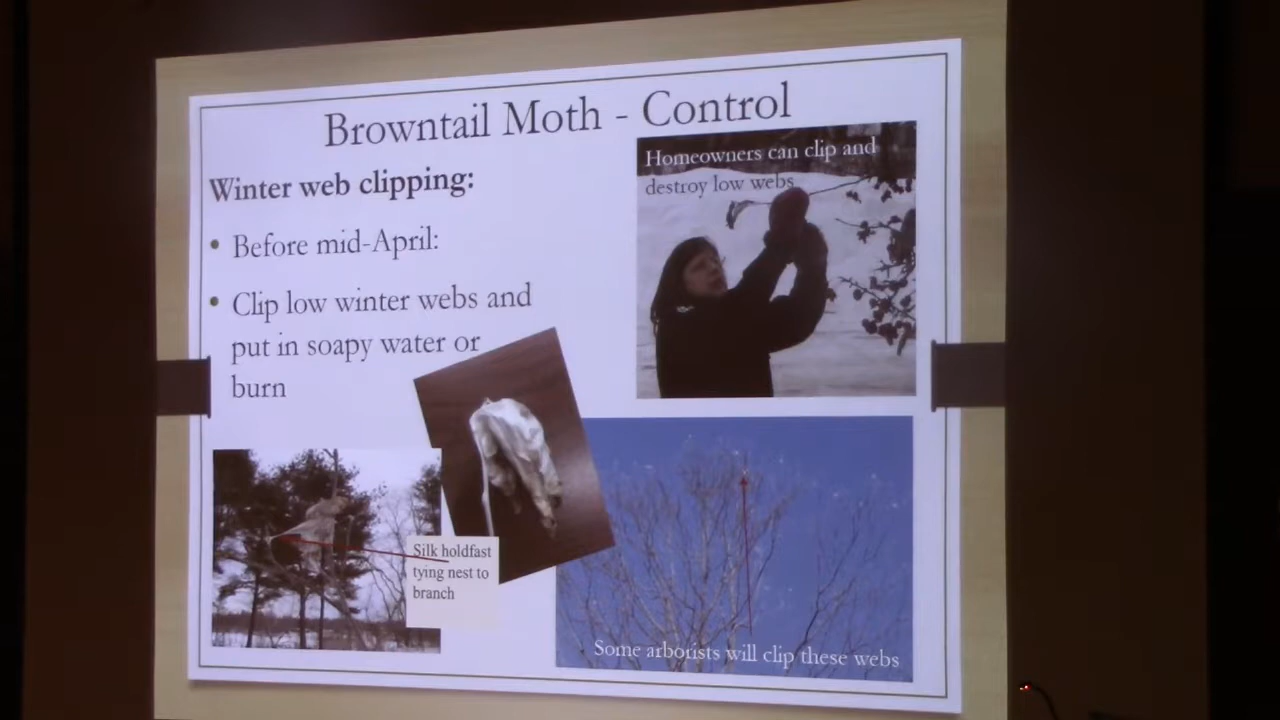 Browntail Moth - Control
Winter web clipping:
• Before mid-April:
• Clip low winter webs and
put in soapy water or
burn
Homeowners can clip and
destroy low webs
Silk holdfast
tying nest to
branch
Some arborists will clip these webs